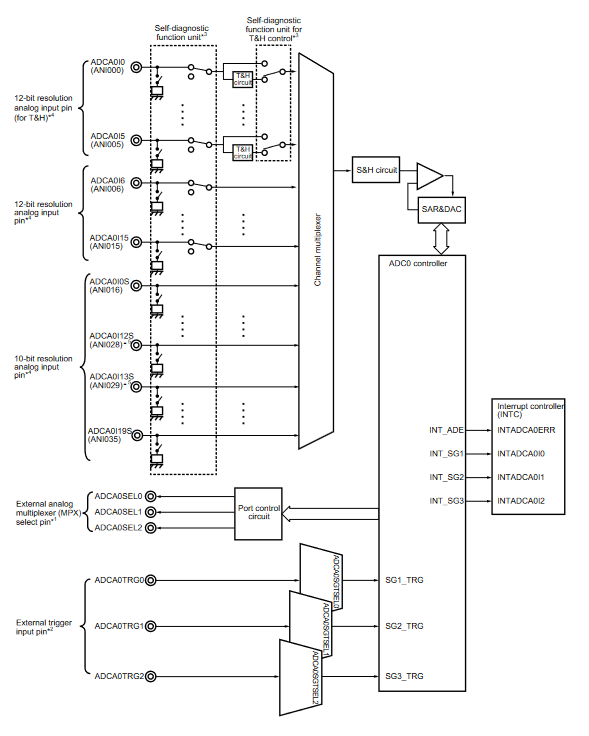 Self-diagnostic
function unit*3
Self-diagnostic
function unit for
T&H control*3
ADCA0I0
(ANI000)
T&H
circuit
12-bit resolution
analog input pin
(for T&H)*4
ADCA0I5
(ANI005)
T&H
circuit
ADCA0I6
(ANI006)
12-bit resolution
analog input
pin*4
ADCA0I15
(ANI015)
ADCA0I0S
(ANI016)
ADCA0I12S
(ANI028)
10-bit resolution
analog input
pin*4
ADCA0I13S
(ANI029)
ADCA0I19S
(ANI035)
Channel multiplexer
S&H circuit
SAR&DAC
ADC0 controller
INT_ADE
INT_SG1
INT_SG2
INT_SG3
Interrupt controller
(INTC)
INTADCA0ERR
INTADCA0I0
INTADCA0I1
INTADCA0I2
External analog
multiplexer (MPX)
select pin*1
ADCA0SEL0
ADCA0SEL1
ADCA0SEL2
Port control
circuit
External trigger
input pin*2
ADCA0TRG0
ADCA0SGTSEL0
SG1_TRG
ADCA0TRG1
ADCA0SGTSEL1
SG2_TRG
ADCA0TRG2
ADCA0SGTSEL2
SG3_TRG